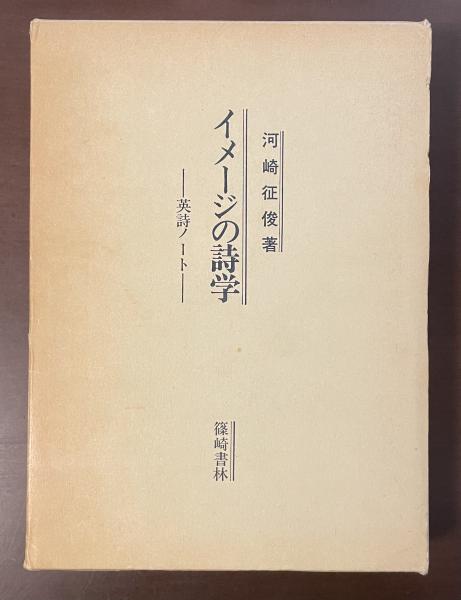 河崎征俊著
イメージの詩学
——英詩ノート——
篠崎書林